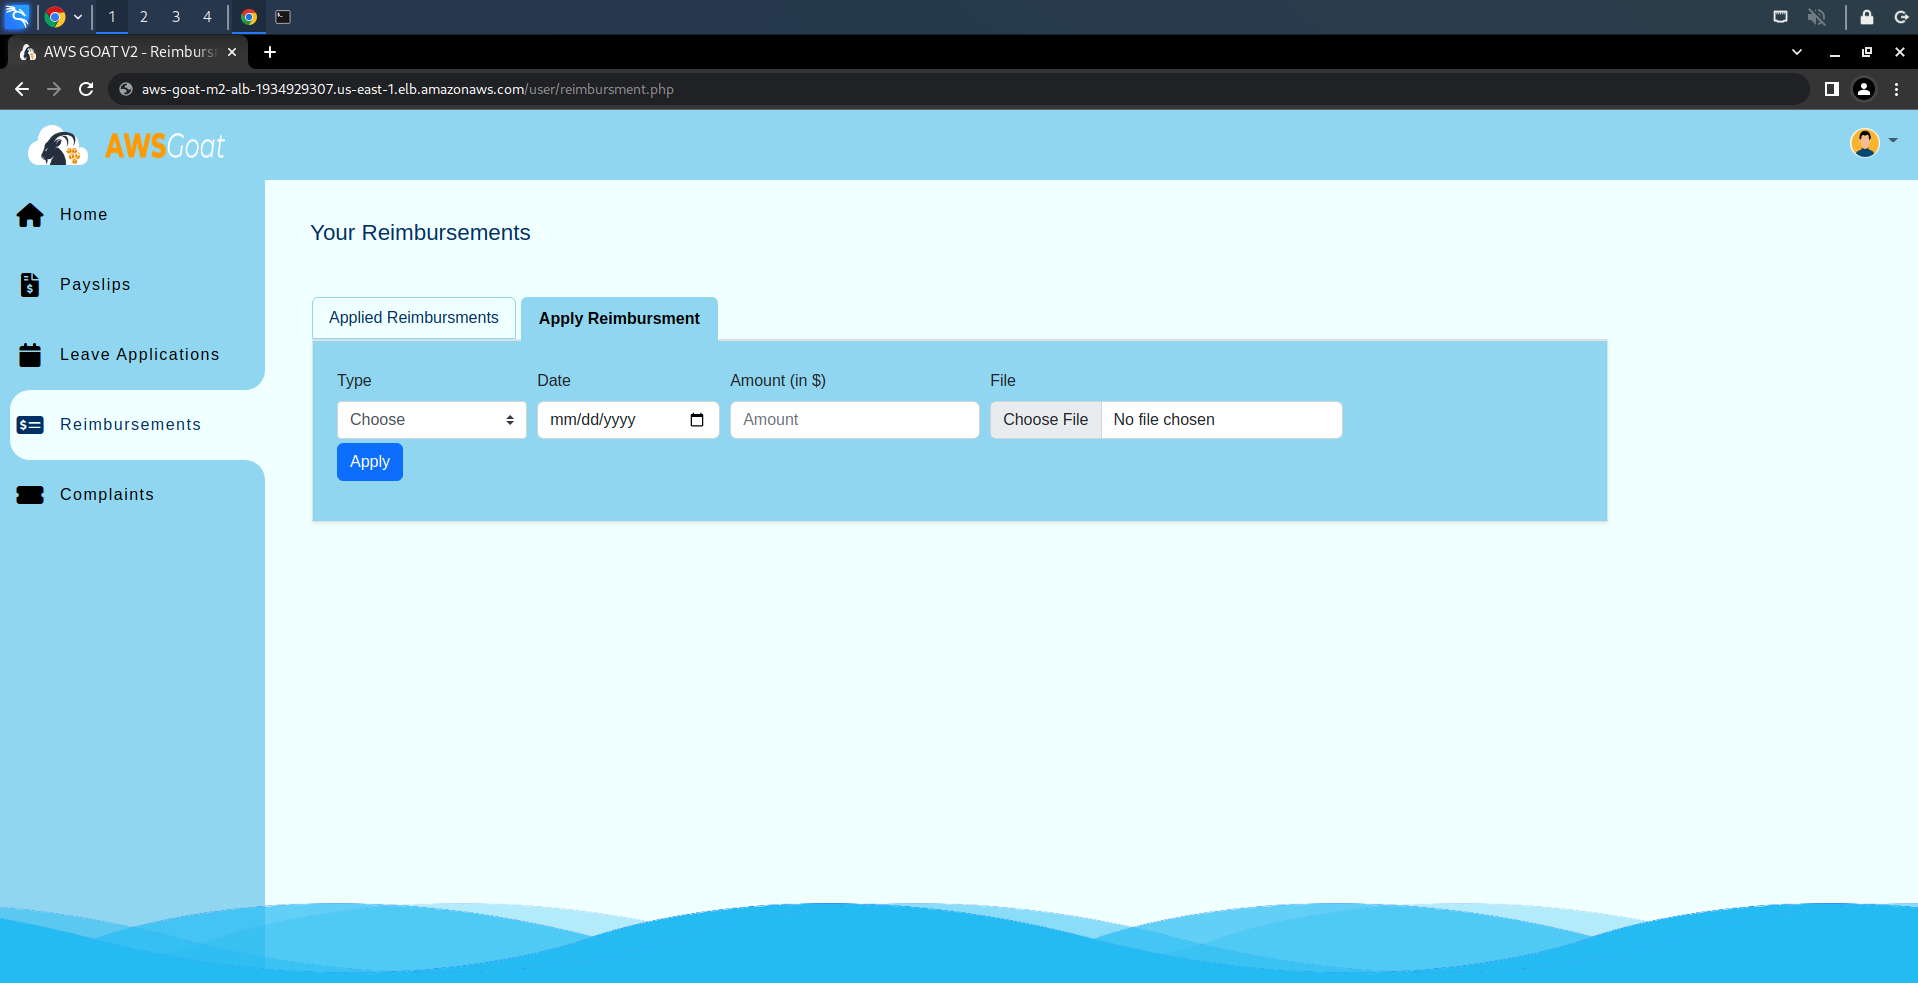 1 2 3 4
AWS GOAT V2 - Reimburs
aws-goat-m2-alb-1934929307.us-east-1.elb.amazonaws.com/user/reimbursment.php
AWSGoat
Home
Payslips
Leave Applications
Reimbursements
Complaints
Your Reimbursements
Applied Reimbursments
Apply Reimbursment
Type Date Amount (in $) File
Choose mm/dd/yyyy Amount Choose File No file chosen
Apply